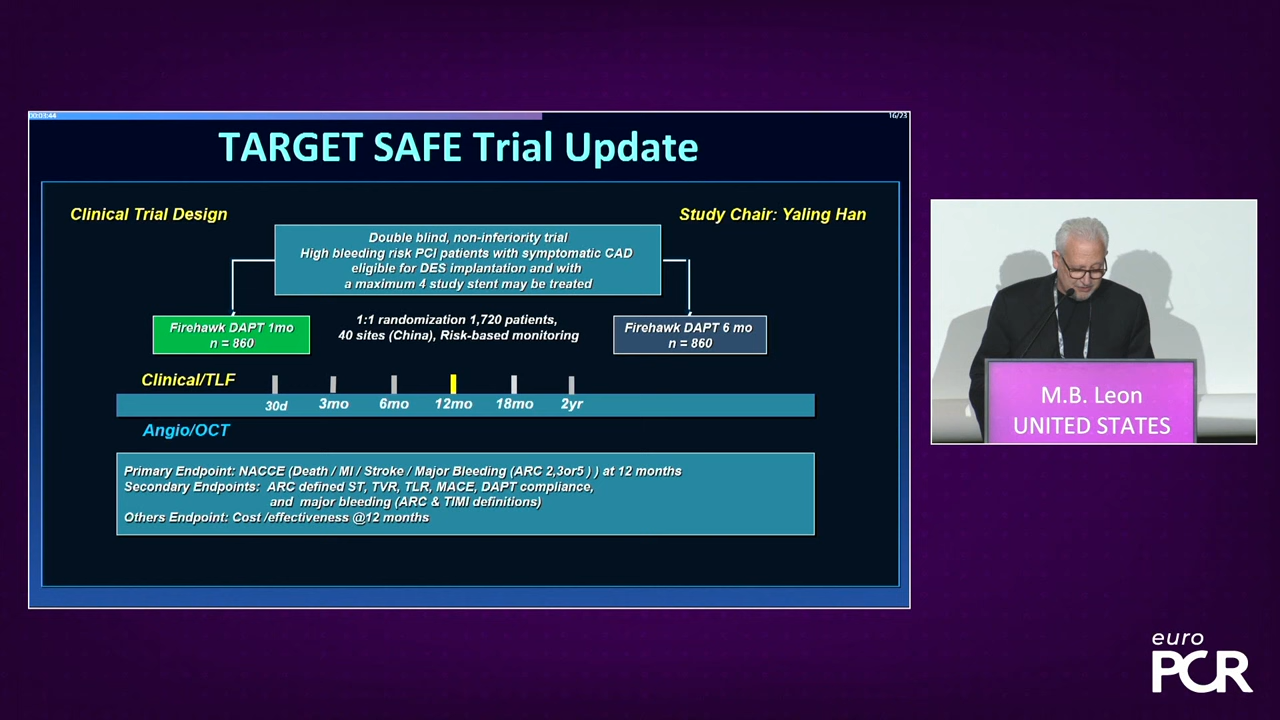 00:03:44
16/23
TARGET SAFE Trial Update
Clinical Trial Design
Study Chair: Yaling Han
Double blind, non-inferiority trial
High bleeding risk PCI patients with symptomatic CAD
eligible for DES implantation and with
a maximum 4 study stent may be treated
Firehawk DAPT 1mo
n = 860
1:1 randomization 1,720 patients,
40 sites (China), Risk-based monitoring
Firehawk DAPT 6 mo
n = 860
Clinical/TLF
30d 3mo 6mo 12mo 18mo 2yr
Angio/OCT
Primary Endpoint: NACCE (Death / MI / Stroke / Major Bleeding (ARC 2,3or5 ) ) at 12 months
Secondary Endpoints: ARC defined ST, TVR, TLR, MACE, DAPT compliance,
and major bleeding (ARC & TIMI definitions)
Others Endpoint: Cost /effectiveness @12 months
M.B. Leon
UNITED STATES
euro
PCR